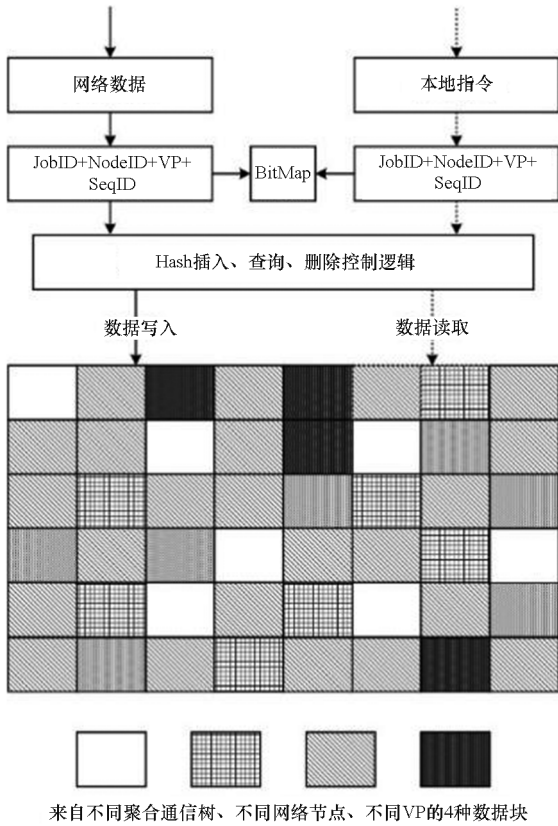 网络数据
本地指令
JobID+NodeID+VP+
SeqID
BitMap
JobID+NodeID+VP+
SeqID
Hash插入、查询、删除控制逻辑
数据写入
数据读取
来自不同聚合通信树、不同网络节点、不同VP的4种数据块